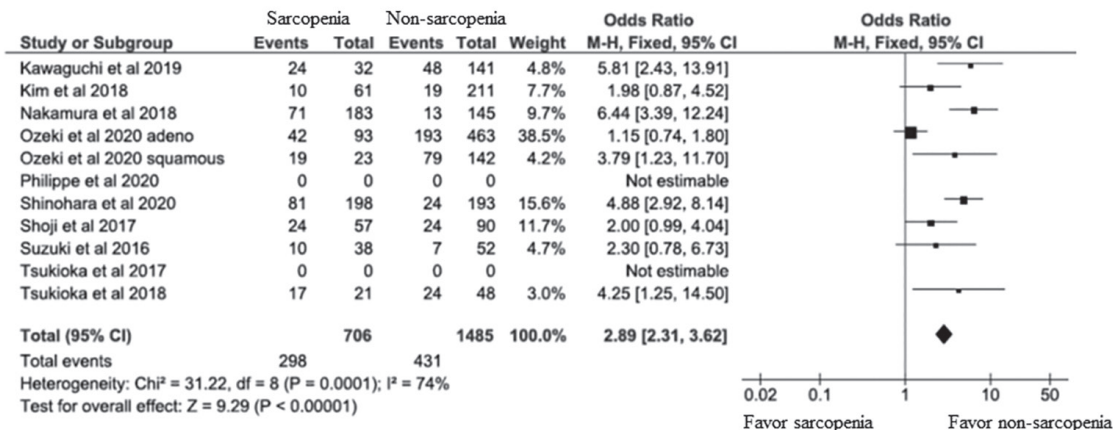 Sarcopenia Non-sarcopenia Odds Ratio Odds Ratio
Study or Subgroup Events Total Events Total Weight M-H, Fixed, 95% CI M-H, Fixed, 95% CI
Kawaguchi et al 2019 24 32 48 141 4.8% 5.81 [2.43, 13.91]
Kim et al 2018 10 61 19 211 7.7% 1.98 [0.87, 4.52]
Nakamura et al 2018 71 183 13 145 9.7% 6.44 [3.39, 12.24]
Ozeki et al 2020 adeno 42 93 193 463 38.5% 1.15 [0.74, 1.80]
Ozeki et al 2020 squamous 19 23 79 142 4.2% 3.79 [1.23, 11.70]
Philippe et al 2020 0 0 0 0 Not estimable
Shinohara et al 2020 81 198 24 193 15.6% 4.88 [2.92, 8.14]
Shoji et al 2017 24 57 24 90 11.7% 2.00 [0.99, 4.04]
Suzuki et al 2016 10 38 7 52 4.7% 2.30 [0.78, 6.73]
Tsukioka et al 2017 0 0 0 0 Not estimable
Tsukioka et al 2018 17 21 24 48 3.0% 4.25 [1.25, 14.50]
Total (95% CI) 706 1485 100.0% 2.89 [2.31, 3.62]
Total events 298 431
Heterogeneity: Chi² = 31.22, df = 8 (P = 0.0001); I² = 74%
Test for overall effect: Z = 9.29 (P < 0.00001)
0.02 0.1 1 10 50
Favor sarcopenia Favor non-sarcopenia